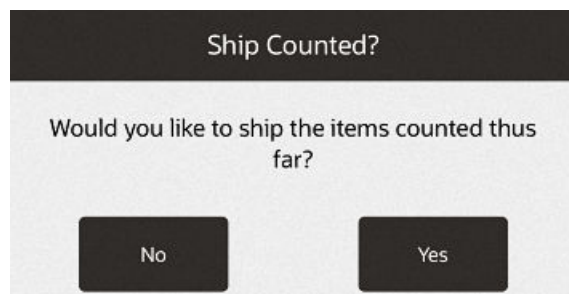 Ship Counted?
Would you like to ship the items counted thus
far?
No
Yes